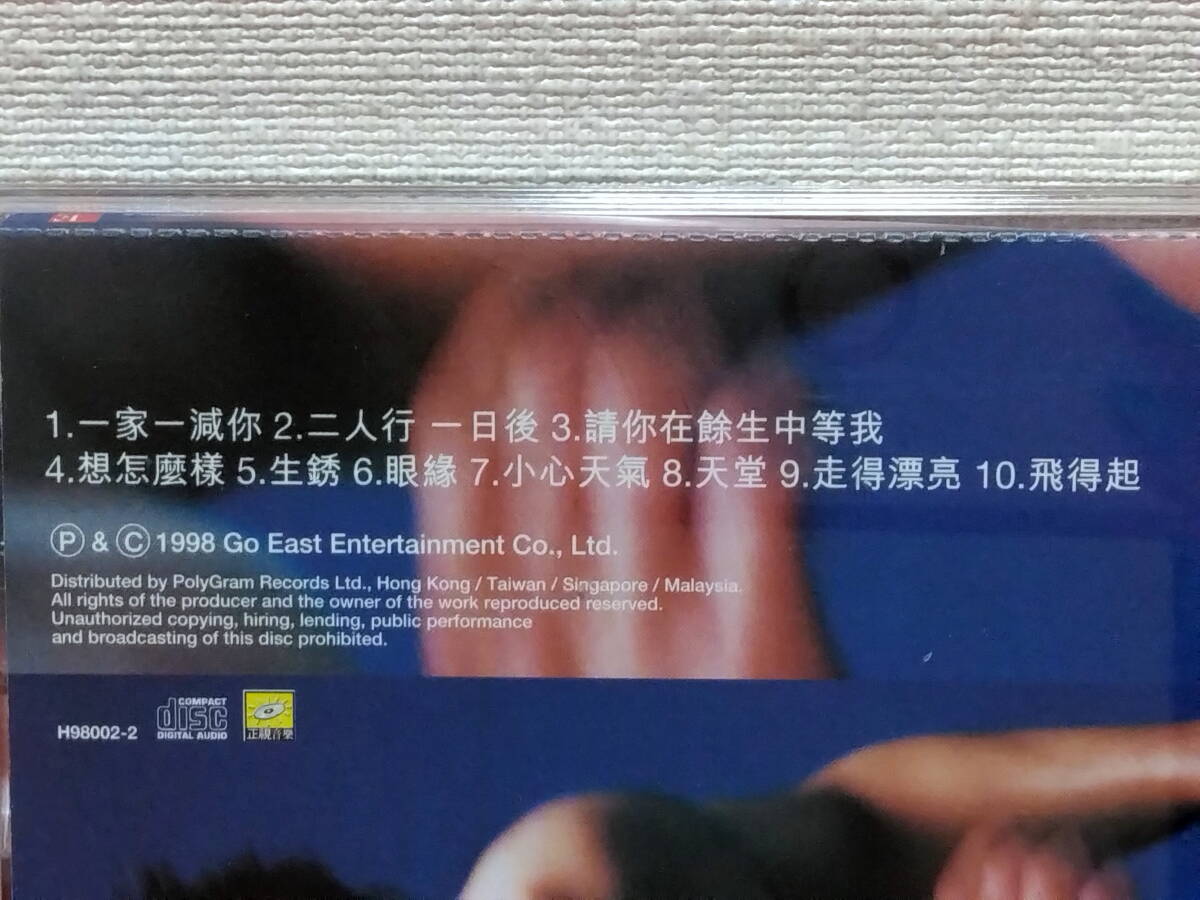 1.一家一減你 2.二人行 一日後 3.請你在餘生中等我
4.想怎麼樣 5.生銹 6.眼緣 7.小心天氣 8.天堂 9.走得漂亮 10.飛得起
Ⓟ & Ⓒ 1998 Go East Entertainment Co., Ltd.
Distributed by PolyGram Records Ltd., Hong Kong / Taiwan / Singapore / Malaysia.
All rights of the producer and the owner of the work reproduced reserved.
Unauthorized copying, hiring, lending, public performance
and broadcasting of this disc prohibited.
H98002-2 COMPACT disc DIGITAL AUDIO 正視音樂